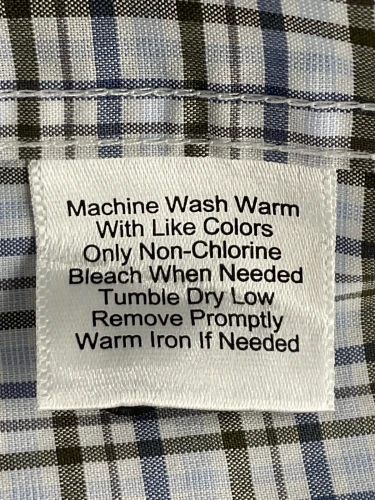 Machine Wash Warm
With Like Colors
Only Non-Chlorine
Bleach When Needed
Tumble Dry Low
Remove Promptly
Warm Iron If Needed